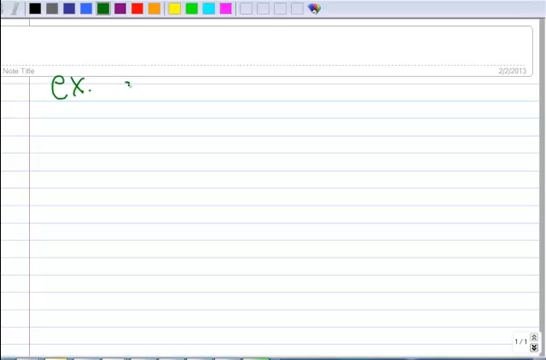 Note Title
2/2/2013
ex.
1 / 1